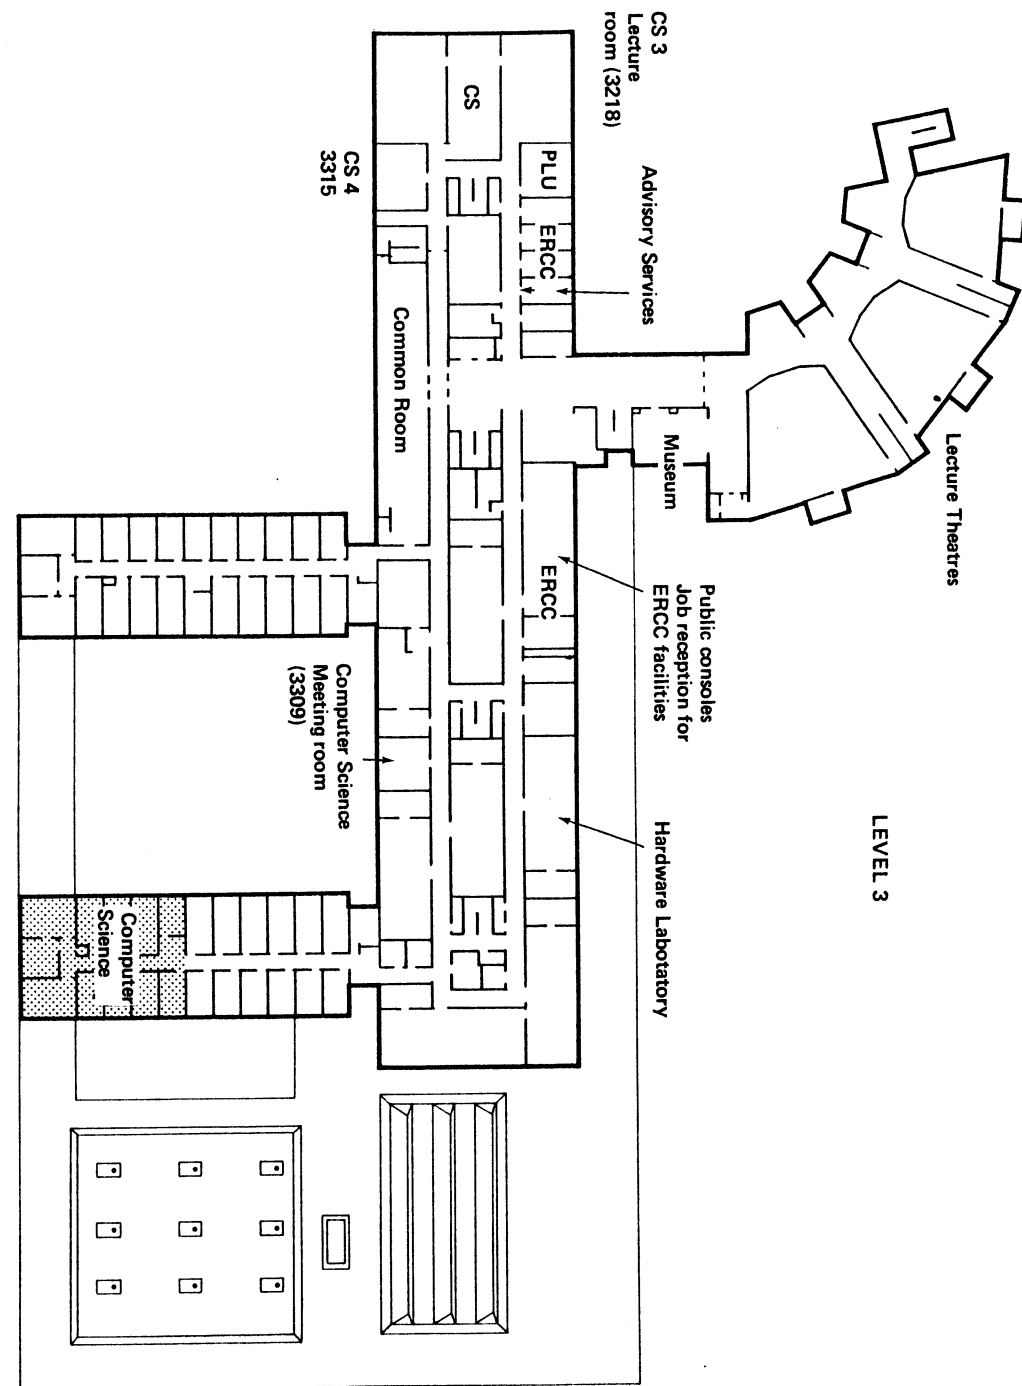 LEVEL 3
CS 3
Lecture
room (3218)
Advisory Services
Lecture Theatres
Museum
Public consoles
Job reception for
ERCC facilities
Hardware Labotatory
PLU
ERCC
ERCC
CS
CS 4
3315
Common Room
Computer Science
Meeting room
(3309)
Computer
Science